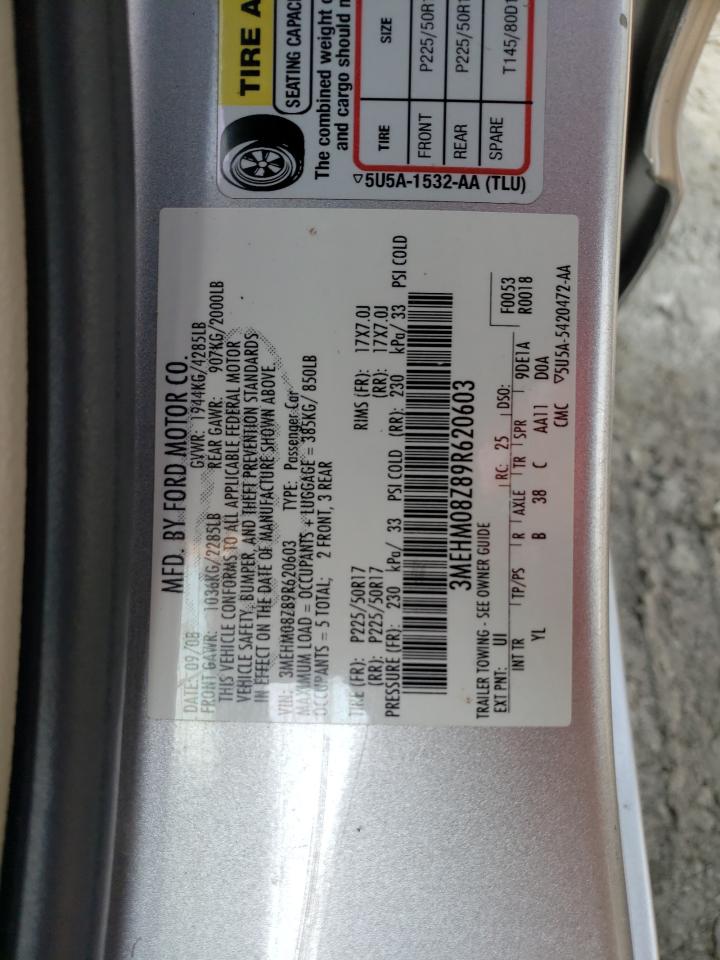 TIRE A
SEATING CAPACI
The combined weight o
and cargo should n
TIRE SIZE
FRONT P225/50R1
REAR P225/50R1
SPARE T145/80D1
▽5U5A-1532-AA (TLU)
MFD. BY FORD MOTOR CO.
DATE: 09/08 GVWR: 1944KG/4285LB
FRONT GAWR: 1036KG/2285LB REAR GAWR: 907KG/2000LB
THIS VEHICLE CONFORMS TO ALL APPLICABLE FEDERAL MOTOR
VEHICLE SAFETY, BUMPER, AND THEFT PREVENTION STANDARDS
IN EFFECT ON THE DATE OF MANUFACTURE SHOWN ABOVE.
VIN: 3MEHM08Z89R620603 TYPE: Passenger Car
MAXIMUM LOAD = OCCUPANTS + LUGGAGE = 385KG/ 850LB
OCCUPANTS = 5 TOTAL; 2 FRONT, 3 REAR
TIRE (FR): P225/50R17 RIMS (FR): 17X7.0J
(RR): P225/50R17 (RR): 17X7.0J
PRESSURE (FR): 230 kPa/ 33 PSI COLD (RR): 230 kPa/ 33 PSI COLD
3MEHM08Z89R620603
TRAILER TOWING - SEE OWNER GUIDE
EXT PNT: UI RC: 25 DSO: F0053
R0018
INT TR TP/PS R AXLE TR SPR 9DE1A
YL B 38 C AA11 D0A
CMC ▽5U5A-5420472-AA